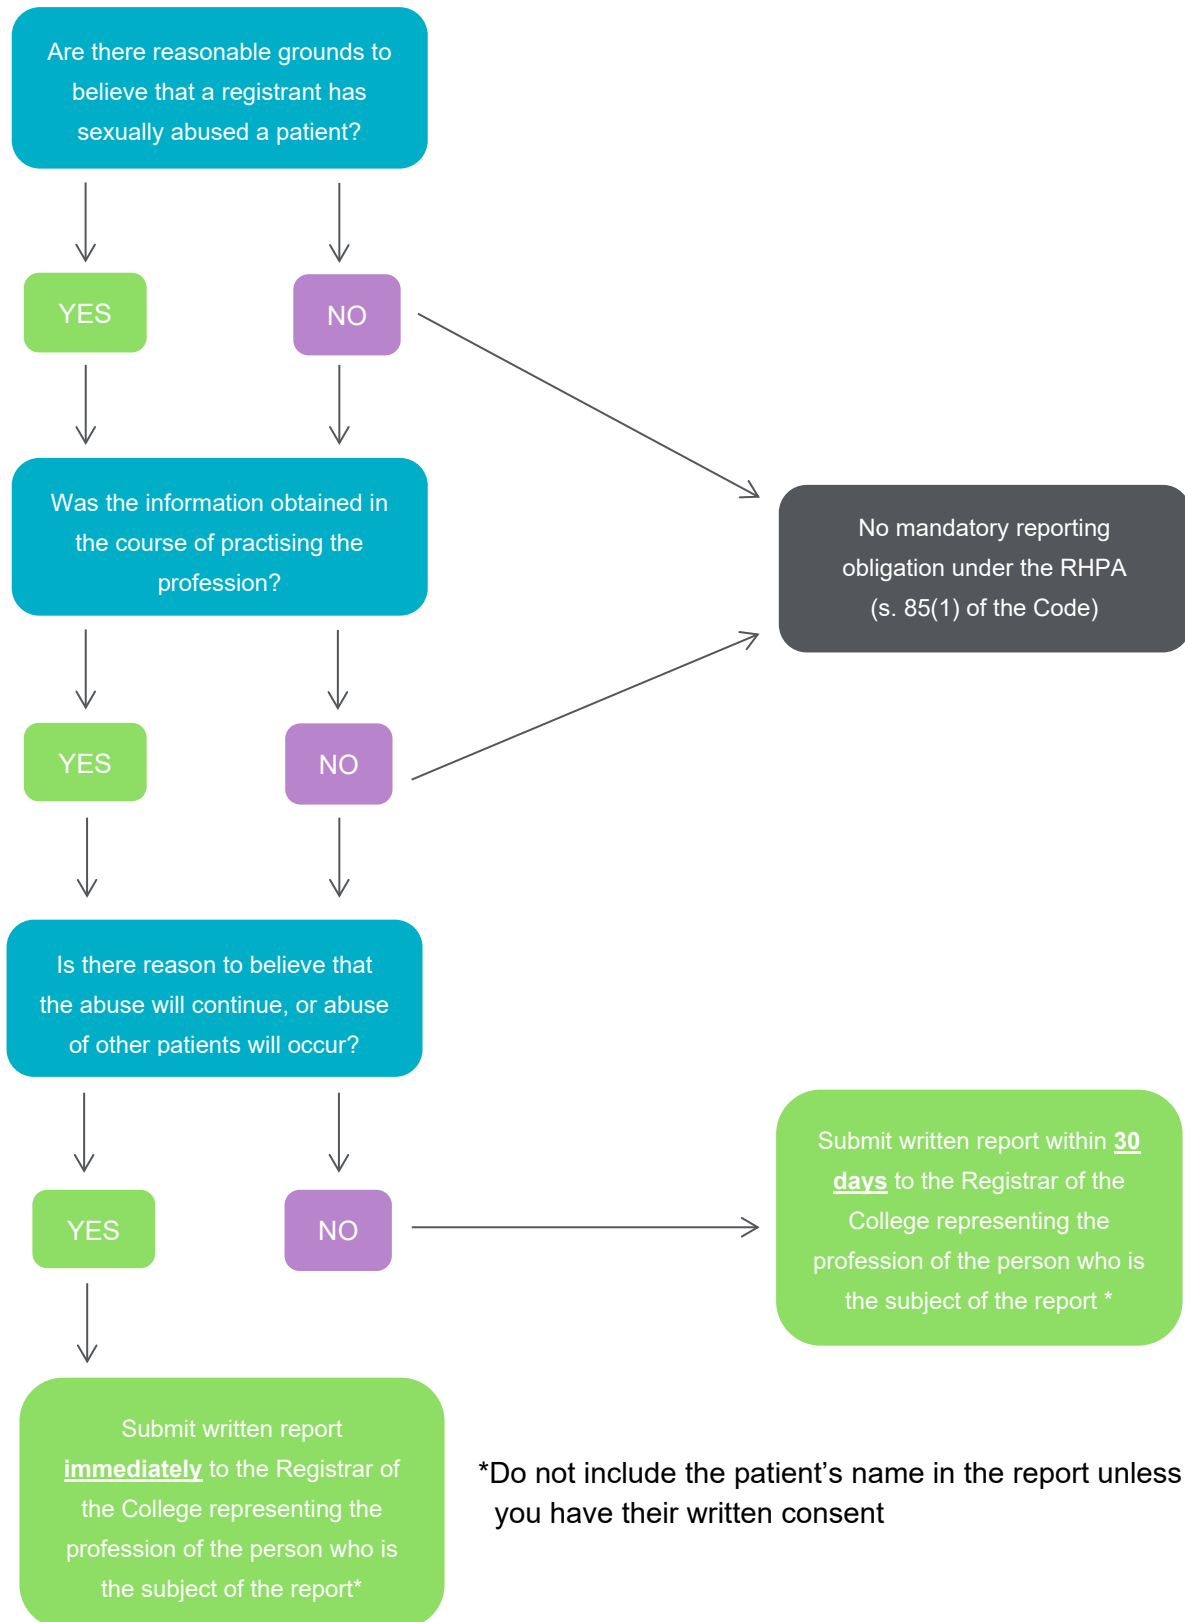 Are there reasonable grounds to
believe that a registrant has
sexually abused a patient?
YES
NO
Was the information obtained in
the course of practising the
profession?
No mandatory reporting
obligation under the RHPA
(s. 85(1) of the Code)
YES
NO
Is there reason to believe that
the abuse will continue, or abuse
of other patients will occur?
YES
NO
Submit written report within 30
days to the Registrar of the
College representing the
profession of the person who is
the subject of the report *
Submit written report
immediately to the Registrar of
the College representing the
profession of the person who is
the subject of the report*
*Do not include the patient’s name in the report unless
you have their written consent